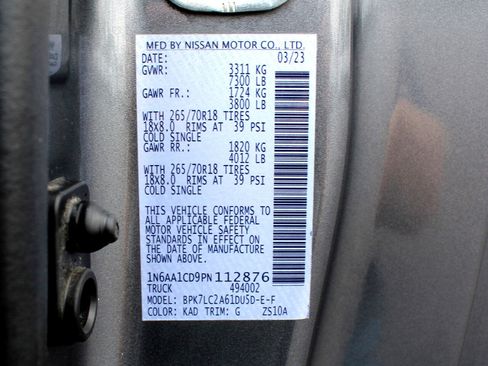 MFD BY NISSAN MOTOR CO., LTD.
DATE: 03/23
GVWR: 3311 KG
7300 LB
GAWR FR.: 1724 KG
3800 LB
WITH 265/70R18 TIRES
18X8.0 RIMS AT 39 PSI
COLD SINGLE
GAWR RR.: 1820 KG
4012 LB
WITH 265/70R18 TIRES
18X8.0 RIMS AT 39 PSI
COLD SINGLE
THIS VEHICLE CONFORMS TO
ALL APPLICABLE FEDERAL
MOTOR VEHICLE SAFETY
STANDARDS IN EFFECT ON
THE DATE OF MANUFACTURE
SHOWN ABOVE.
1N6AA1CD9PN112876
TRUCK 494002
MODEL: BPK7LC2A61DU5D-E-F
COLOR: KAD TRIM: G ZS10A